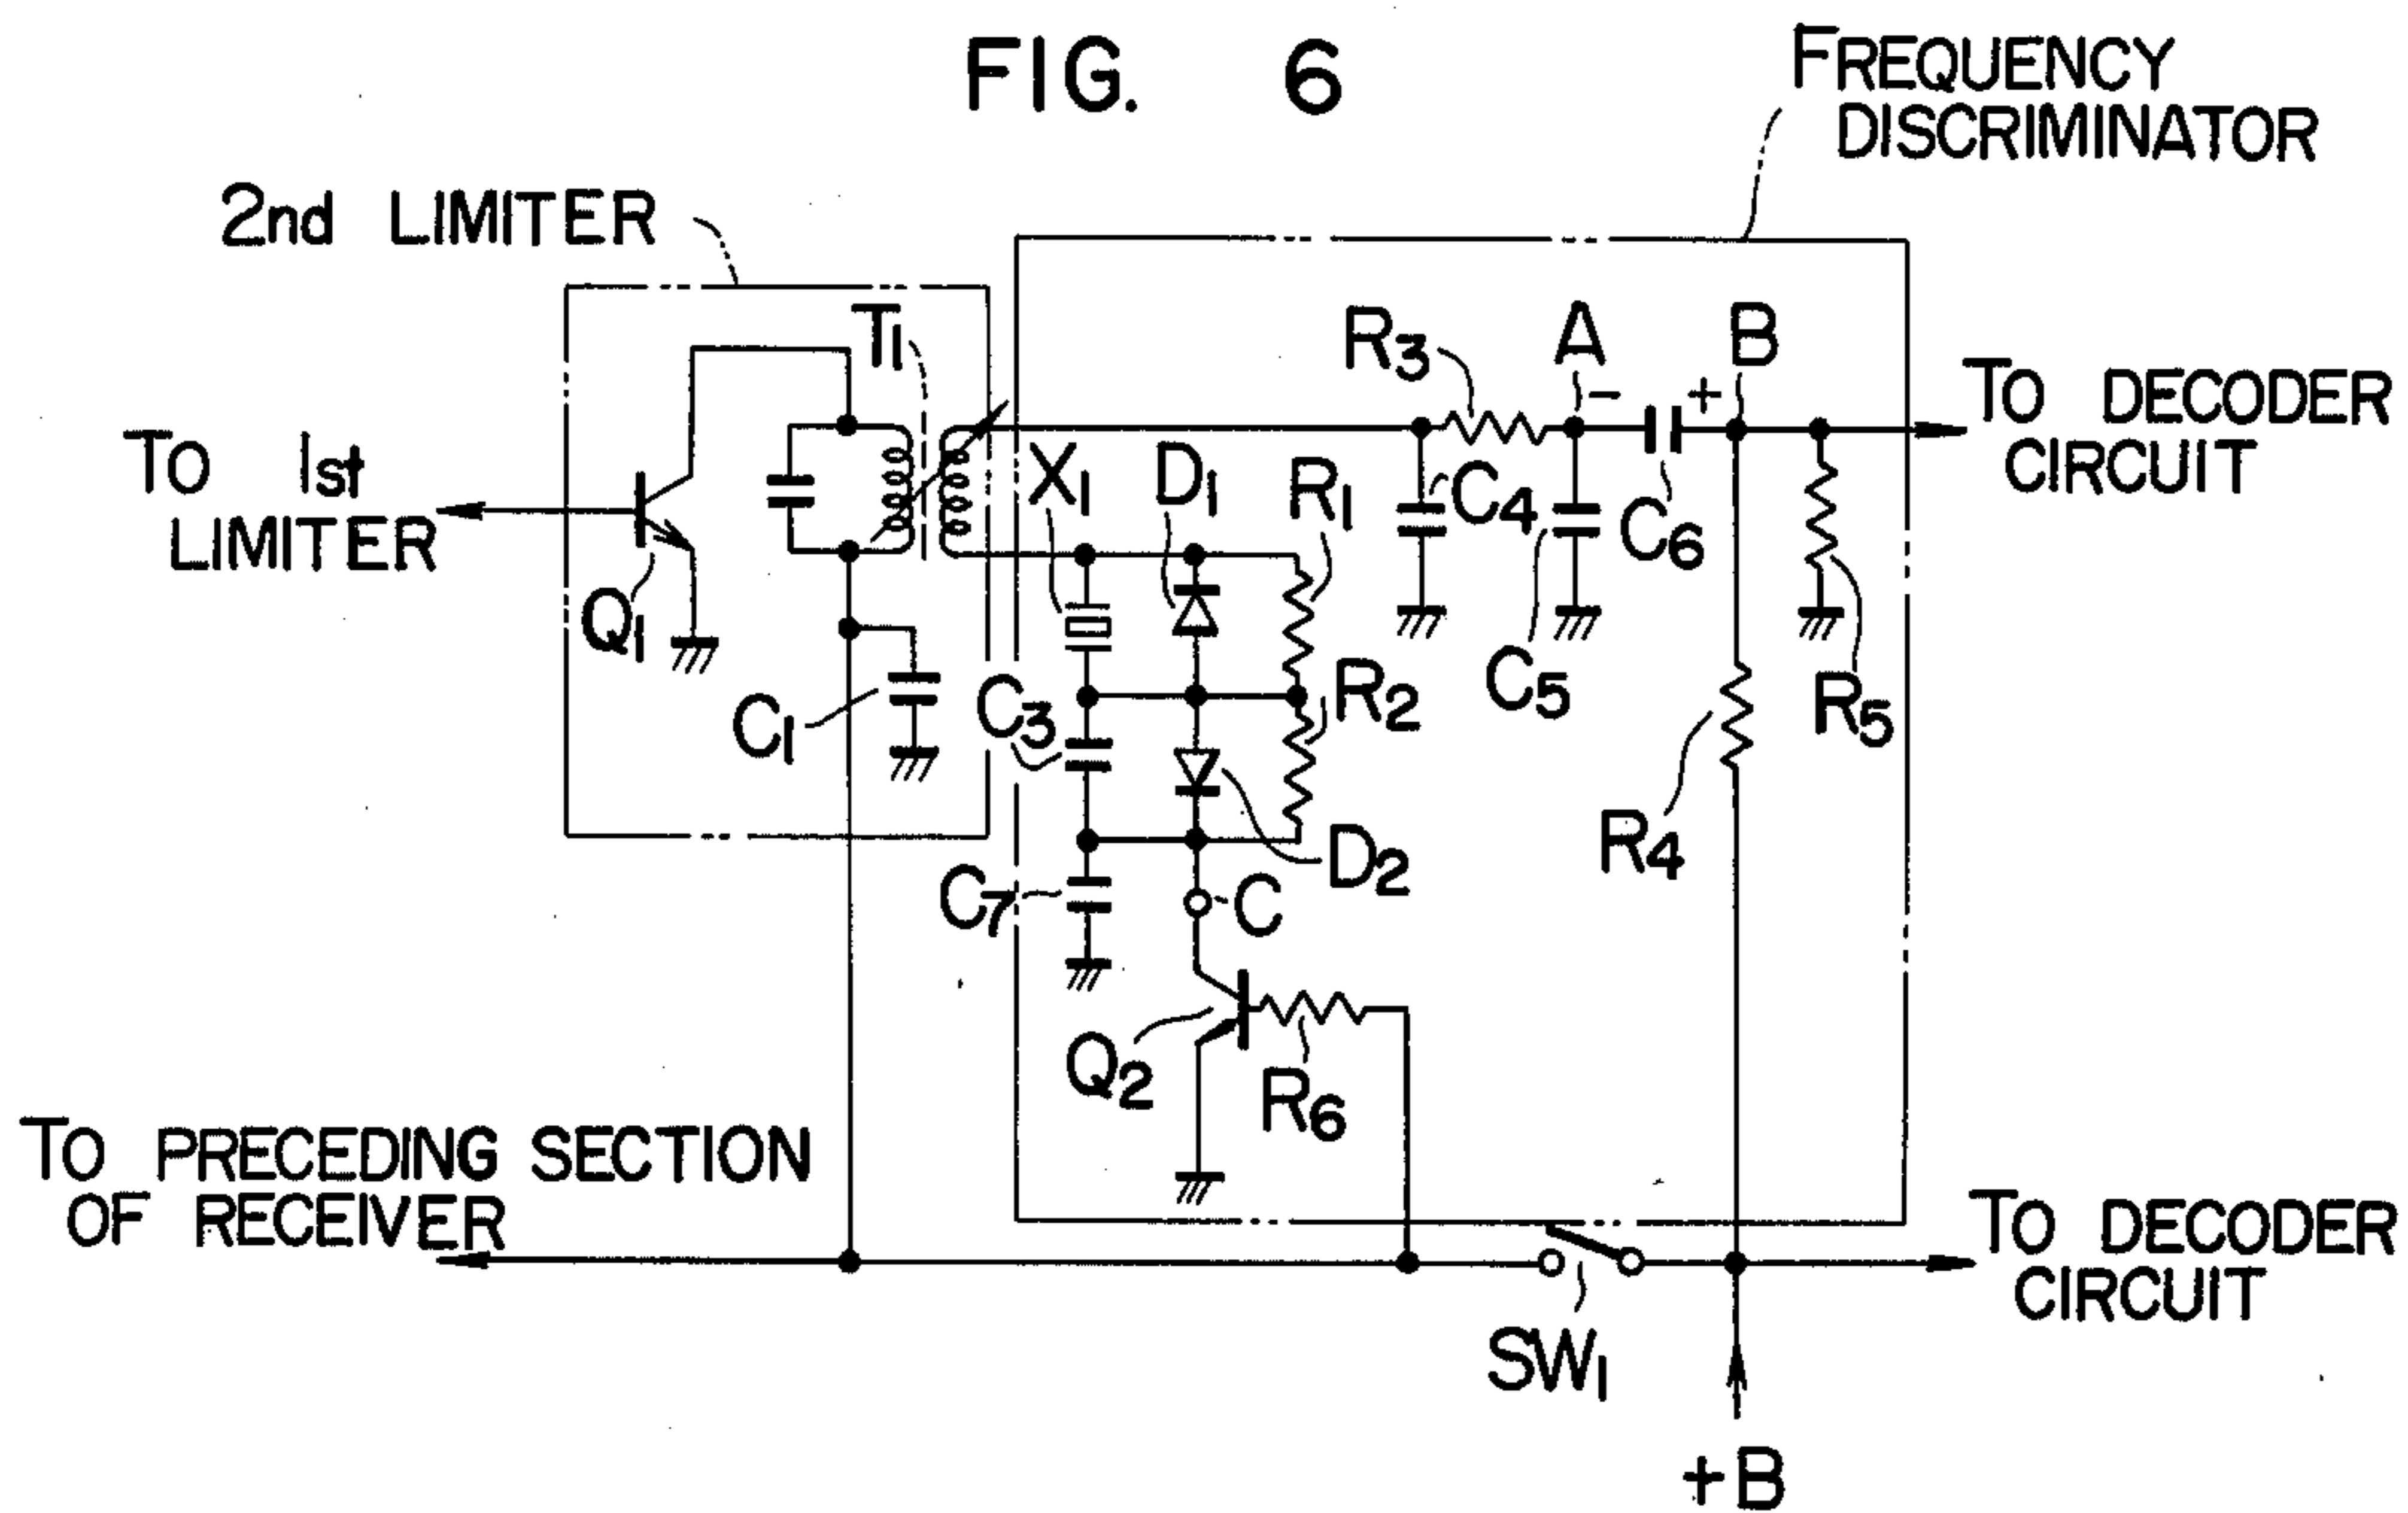 FIG. 6
FREQUENCY
DISCRIMINATOR
2nd LIMITER
T1
R3
A
B
- +
TO DECODER
CIRCUIT
TO 1st
LIMITER
X1
D1
R1
C4
C6
Q1
C1
C3
R2
C5
R5
R4
D2
C7
C
Q2
R6
TO PRECEDING SECTION
OF RECEIVER
TO DECODER
CIRCUIT
SW1
+B